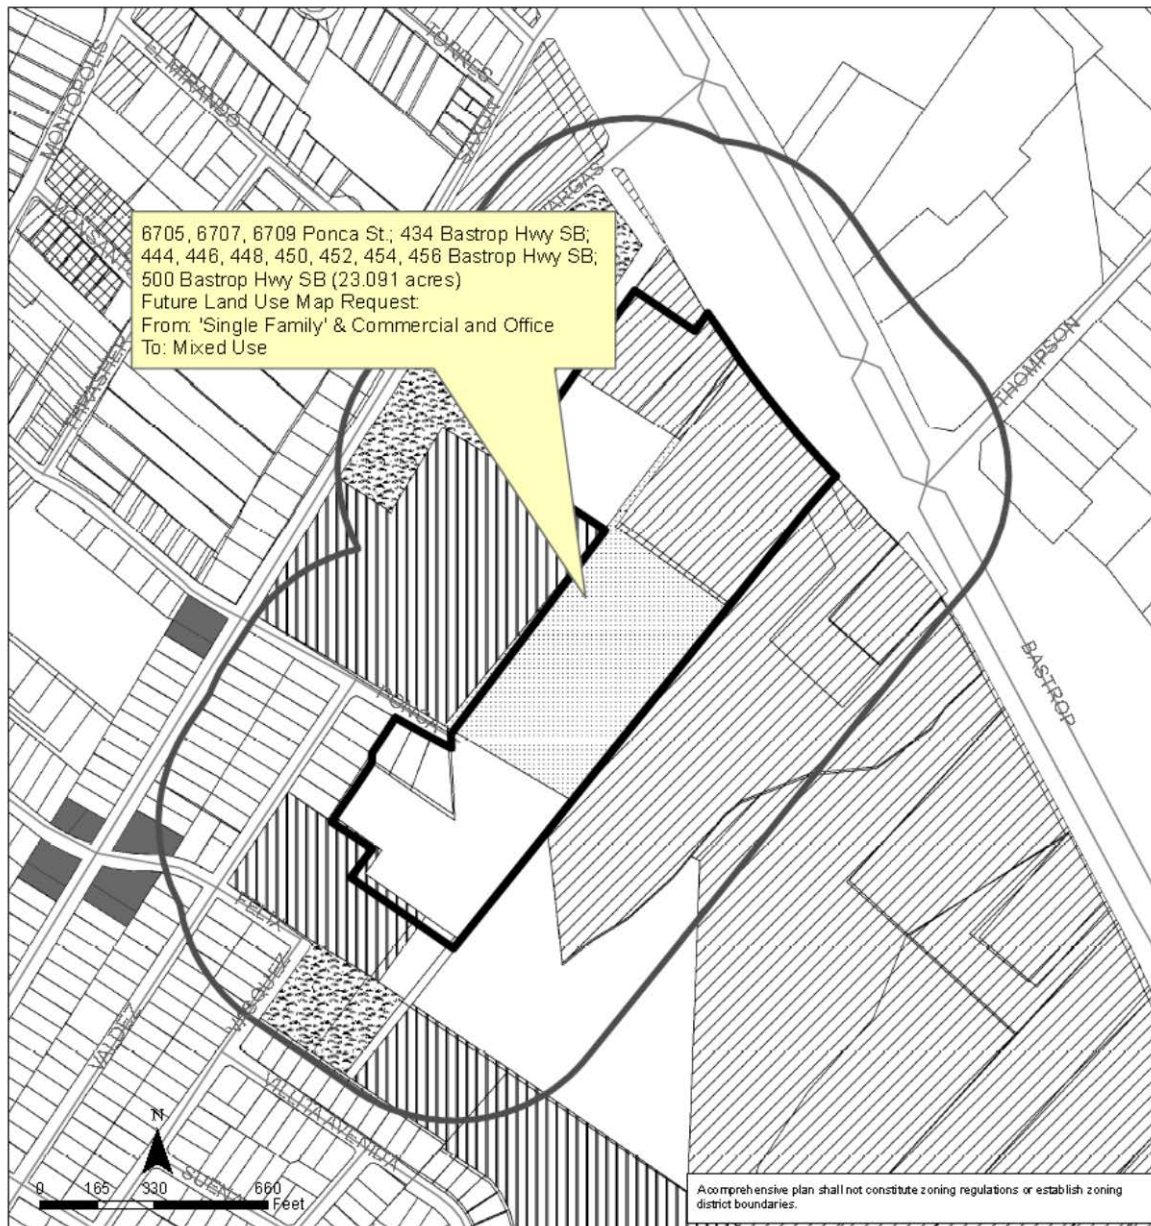 TORRES
MONTOPOLIS
EL MIRANDO
SAXON
VARGAS
6705, 6707, 6709 Ponca St.; 434 Bastrop Hwy SB;
444, 446, 448, 450, 452, 454, 456 Bastrop Hwy SB;
500 Bastrop Hwy SB (23.091 acres)
Future Land Use Map Request:
From: 'Single Family' & Commercial and Office
To: Mixed Use
THRASHER
THOMPSON
PONCA
BASTROP
FELIX
VASQUEZ
VALDEZ
VILLITA AVENIDA
N
0 165 330 660
Feet
A comprehensive plan shall not constitute zoning regulations or establish zoning
district boundaries.